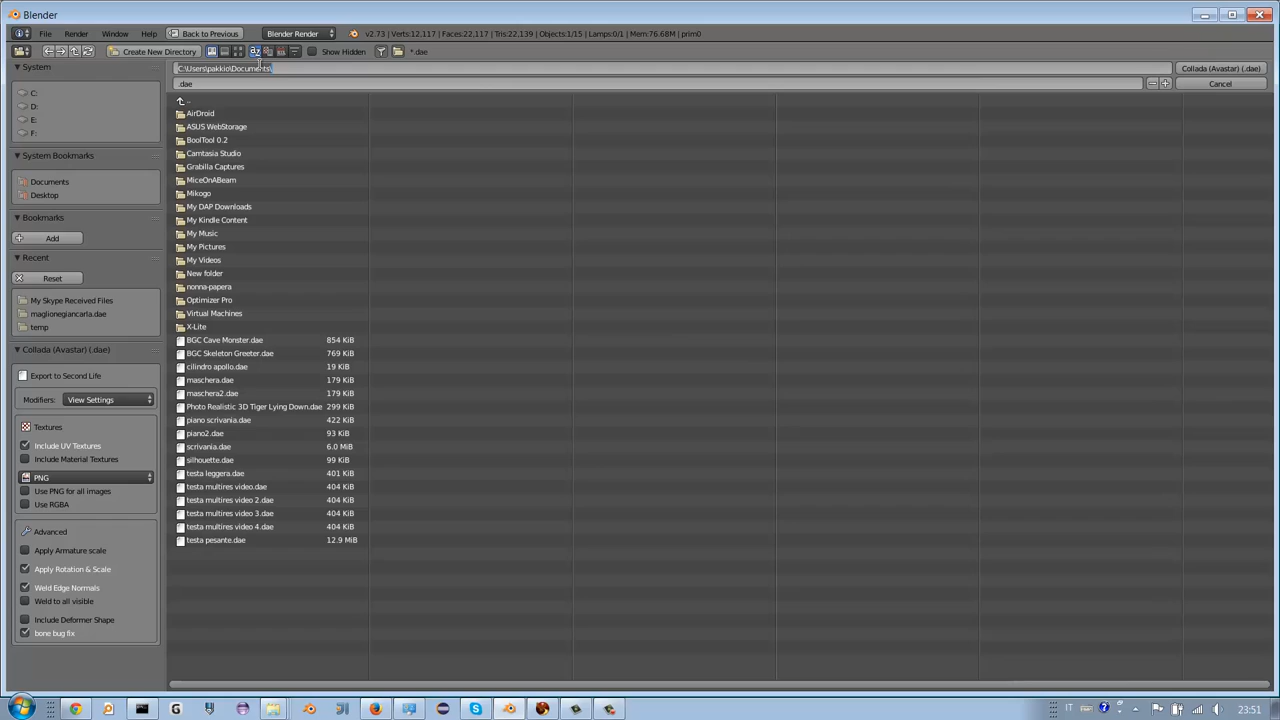 Blender
File Render Window Help Back to Previous Blender Render v2.73 | Verts:12,117 | Faces:22,117 | Tris:22,139 | Objects:1/15 | Lamps:0/1 | Mem:76.68M | prim0
Create New Directory Show Hidden *.dae
System C:\Users\pakkio\Documents\ Collada (Avastar) (.dae)
.dae Cancel
C:
D:
E:
F:
System Bookmarks
Documents
Desktop
Bookmarks
Add
Recent
Reset
My Skype Received Files
maglionegiancarla.dae
temp
Collada (Avastar) (.dae)
Export to Second Life
Modifiers: View Settings
Textures
Include UV Textures
Include Material Textures
PNG
Use PNG for all images
Use RGBA
Advanced
Apply Armature scale
Apply Rotation & Scale
Weld Edge Normals
Weld to all visible
Include Deformer Shape
bone bug fix
..
AirDroid
ASUS WebStorage
BoolTool 0.2
Camtasia Studio
Grabilla Captures
MiceOnABeam
Mikogo
My DAP Downloads
My Kindle Content
My Music
My Pictures
My Videos
New folder
nonna-papera
Optimizer Pro
Virtual Machines
X-Lite
BGC Cave Monster.dae 854 KiB
BGC Skeleton Greeter.dae 769 KiB
cilindro apollo.dae 19 KiB
maschera.dae 179 KiB
maschera2.dae 179 KiB
Photo Realistic 3D Tiger Lying Down.dae 299 KiB
piano scrivania.dae 422 KiB
piano2.dae 93 KiB
scrivania.dae 6.0 MiB
silhouette.dae 99 KiB
testa leggera.dae 401 KiB
testa multires video.dae 404 KiB
testa multires video 2.dae 404 KiB
testa multires video 3.dae 404 KiB
testa multires video 4.dae 404 KiB
testa pesante.dae 12.9 MiB
IT 23:51